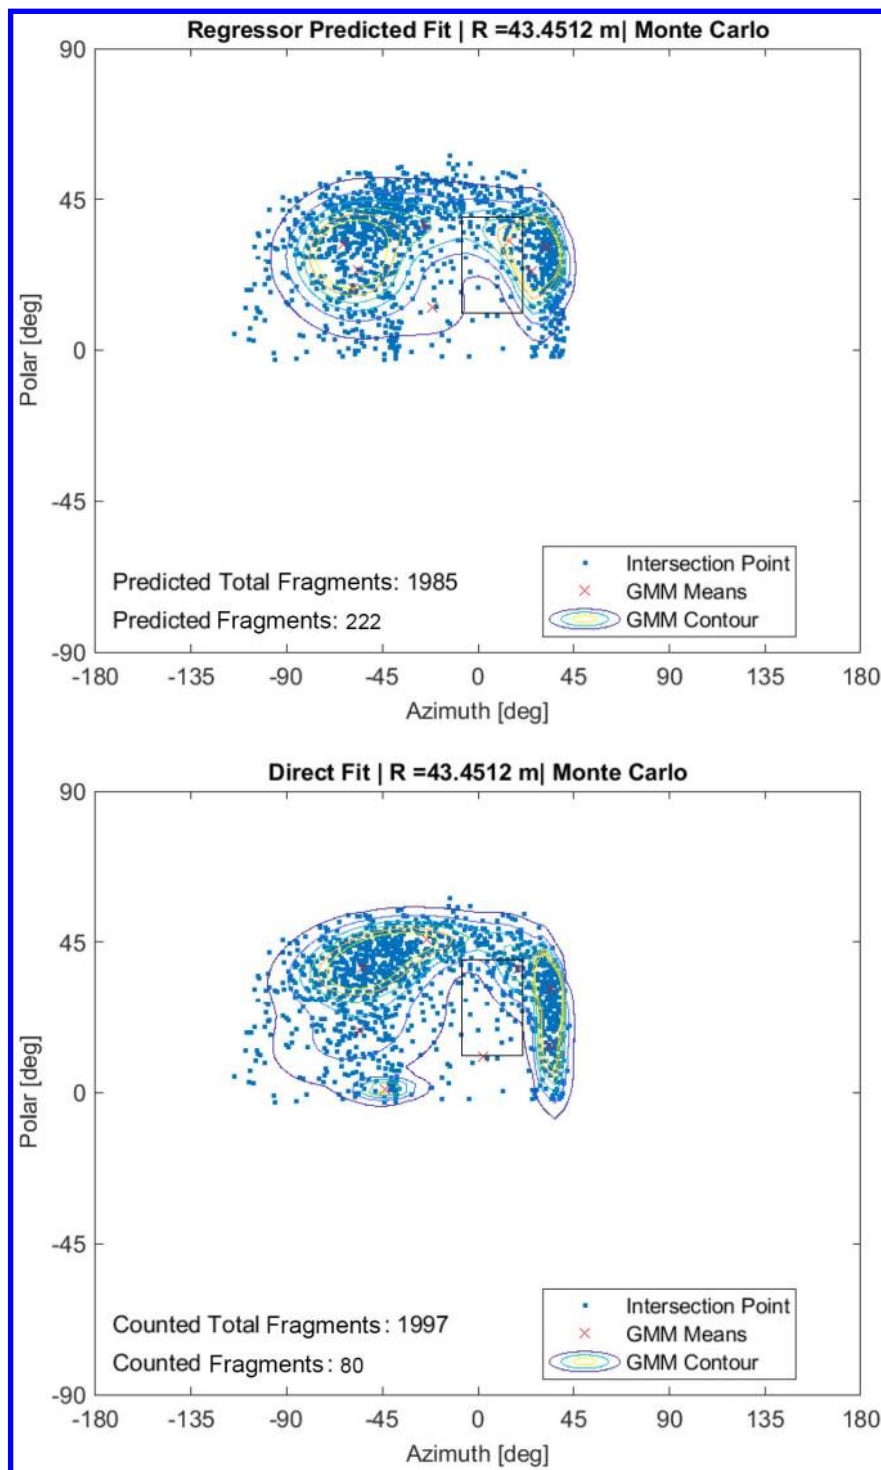 Regressor Predicted Fit | R =43.4512 m| Monte Carlo
90
45
0
-45
-90
Polar [deg]
Predicted Total Fragments: 1985
Predicted Fragments: 222
Intersection Point
GMM Means
GMM Contour
-180 -135 -90 -45 0 45 90 135 180
Azimuth [deg]
Direct Fit | R =43.4512 m| Monte Carlo
90
45
0
-45
-90
Polar [deg]
Counted Total Fragments: 1997
Counted Fragments: 80
Intersection Point
GMM Means
GMM Contour
-180 -135 -90 -45 0 45 90 135 180
Azimuth [deg]